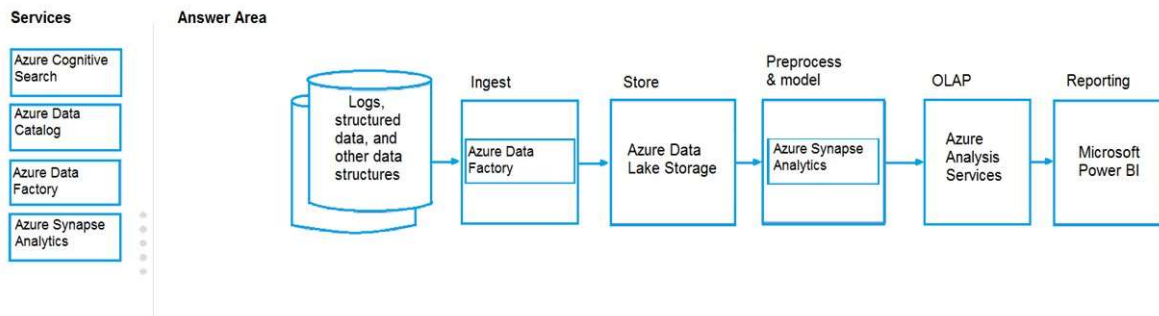 Services
Azure Cognitive
Search
Azure Data
Catalog
Azure Data
Factory
Azure Synapse
Analytics
Answer Area
Logs,
structured
data, and
other data
structures
Ingest
Azure Data
Factory
Store
Azure Data
Lake Storage
Preprocess
& model
Azure Synapse
Analytics
OLAP
Azure
Analysis
Services
Reporting
Microsoft
Power BI